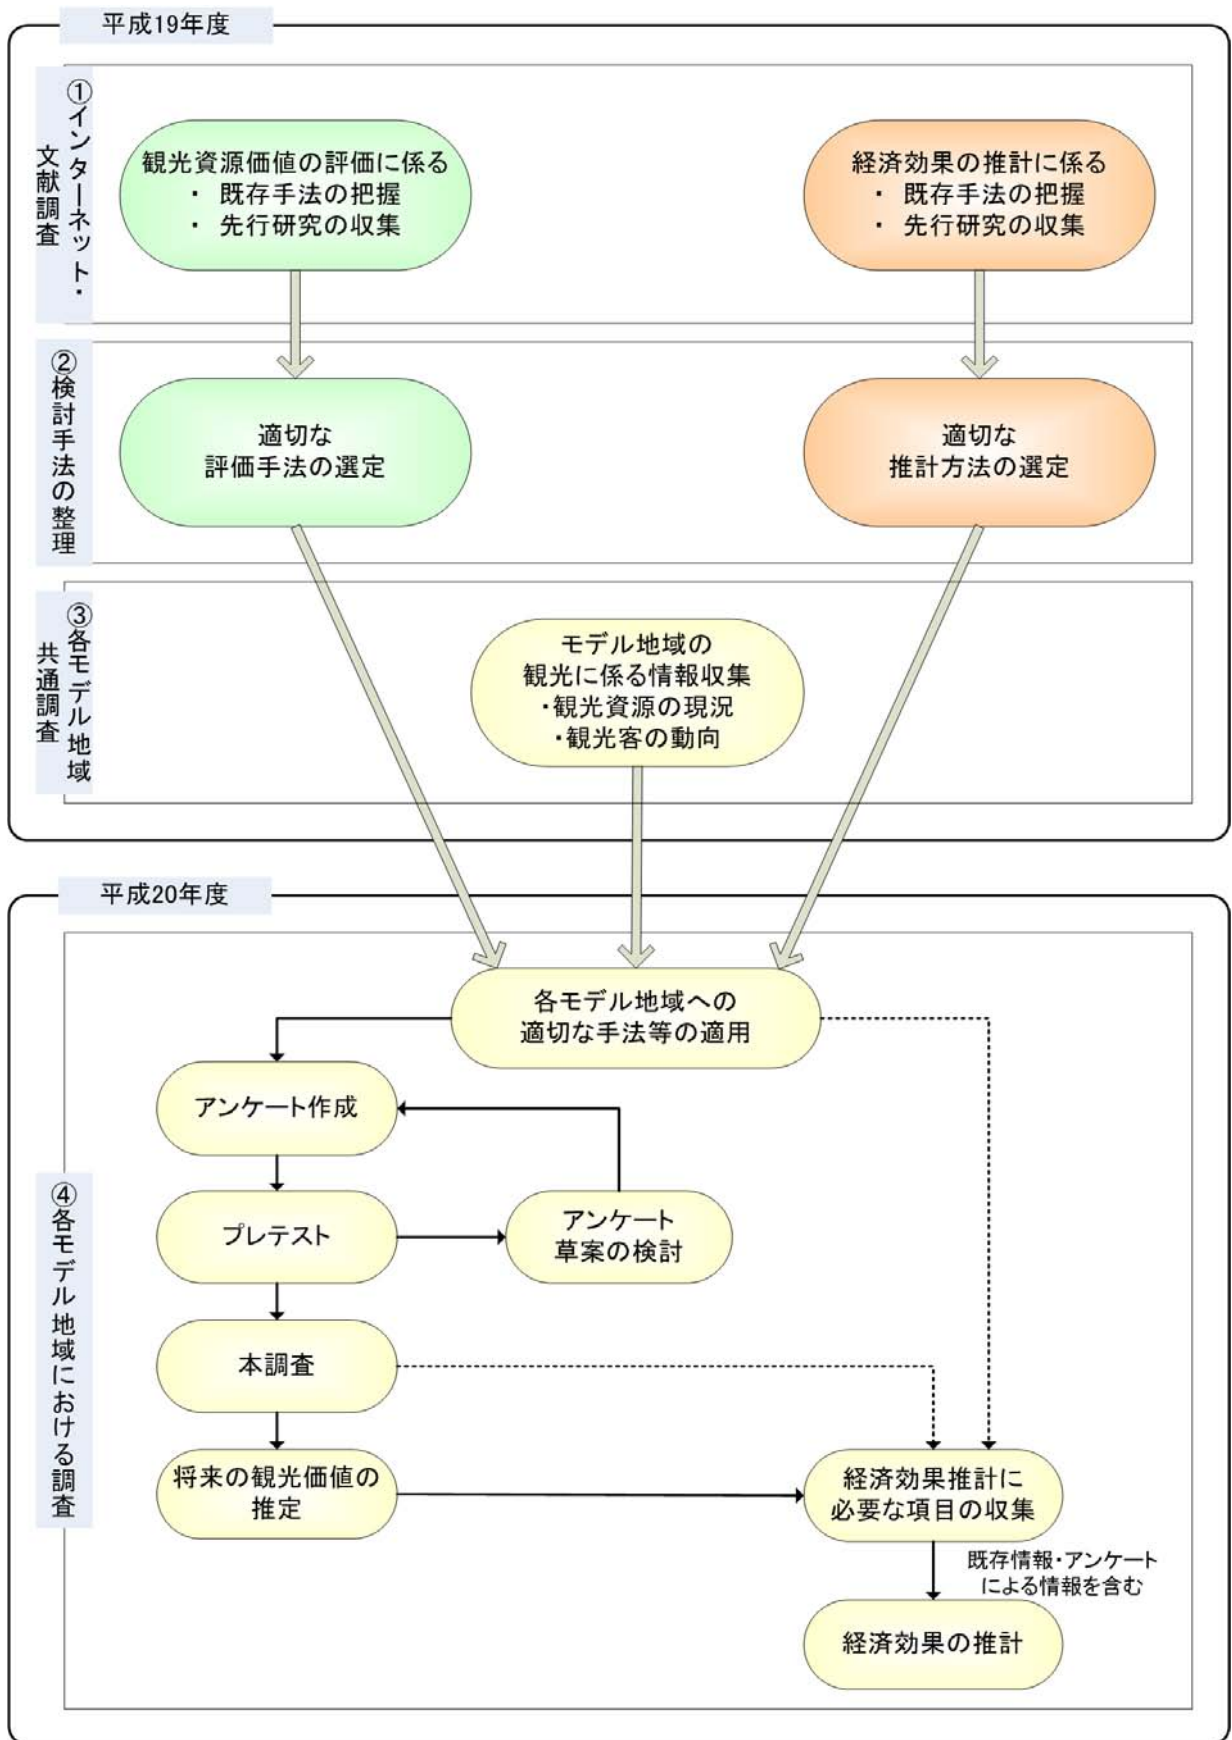 平成19年度
①インターネット・
文献調査
観光資源価値の評価に係る
・ 既存手法の把握
・ 先行研究の収集
経済効果の推計に係る
・ 既存手法の把握
・ 先行研究の収集
②検討手法の整理
適切な
評価手法の選定
適切な
推計方法の選定
③各モデル地域
共通調査
モデル地域の
観光に係る情報収集
・観光資源の現況
・観光客の動向
平成20年度
④各モデル地域における調査
各モデル地域への
適切な手法等の適用
アンケート作成
プレテスト
アンケート
草案の検討
本調査
将来の観光価値の
推定
経済効果推計に
必要な項目の収集
既存情報・アンケート
による情報を含む
経済効果の推計